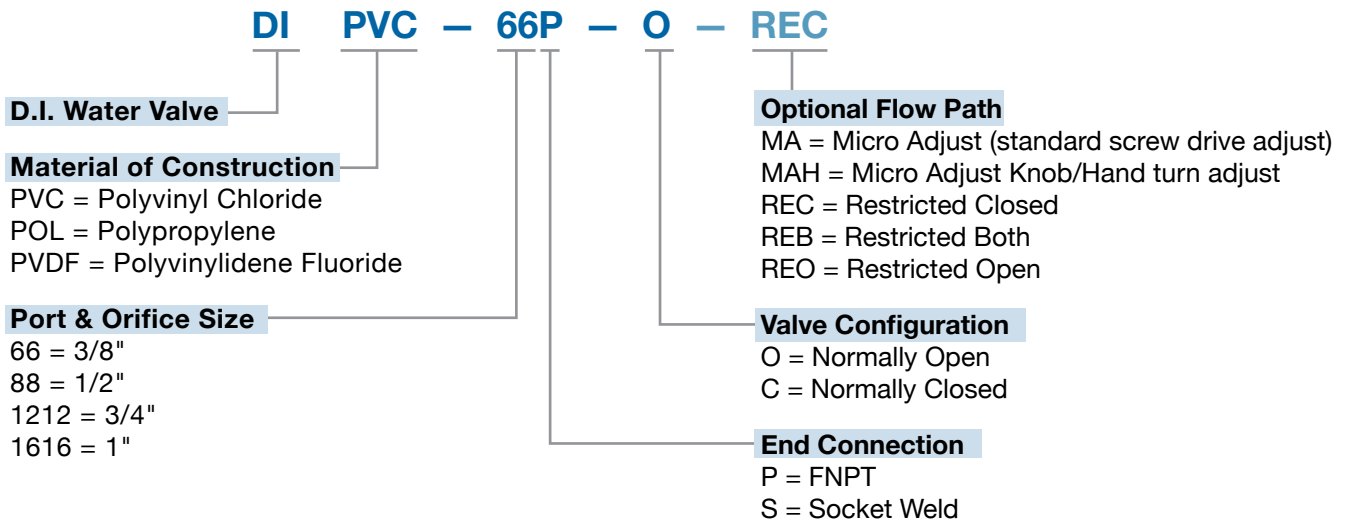 DI PVC — 66P — O — REC
D.I. Water Valve
Material of Construction
PVC = Polyvinyl Chloride
POL = Polypropylene
PVDF = Polyvinylidene Fluoride
Port & Orifice Size
66 = 3/8"
88 = 1/2"
1212 = 3/4"
1616 = 1"
Optional Flow Path
MA = Micro Adjust (standard screw drive adjust)
MAH = Micro Adjust Knob/Hand turn adjust
REC = Restricted Closed
REB = Restricted Both
REO = Restricted Open
Valve Configuration
O = Normally Open
C = Normally Closed
End Connection
P = FNPT
S = Socket Weld